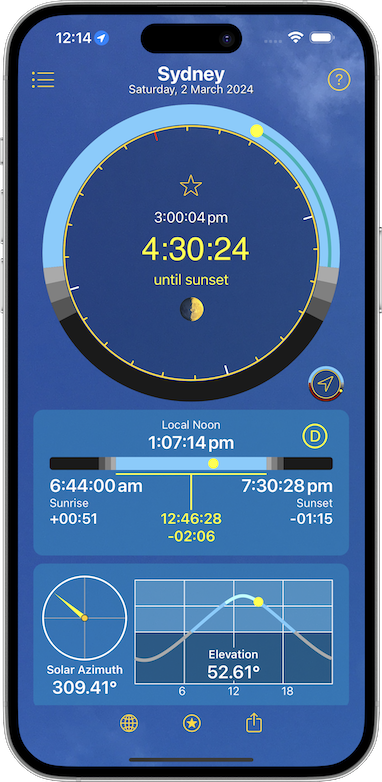 12:14
Sydney
?
Saturday, 2 March 2024
3:00:04 pm
4:30:24
until sunset
Local Noon
1:07:14 pm
D
6:44:00 am
7:30:28 pm
Sunrise
Sunset
+00:51
12:46:28
-01:15
-02:06
Elevation
52.61°
Solar Azimuth
309.41°
6 12 18